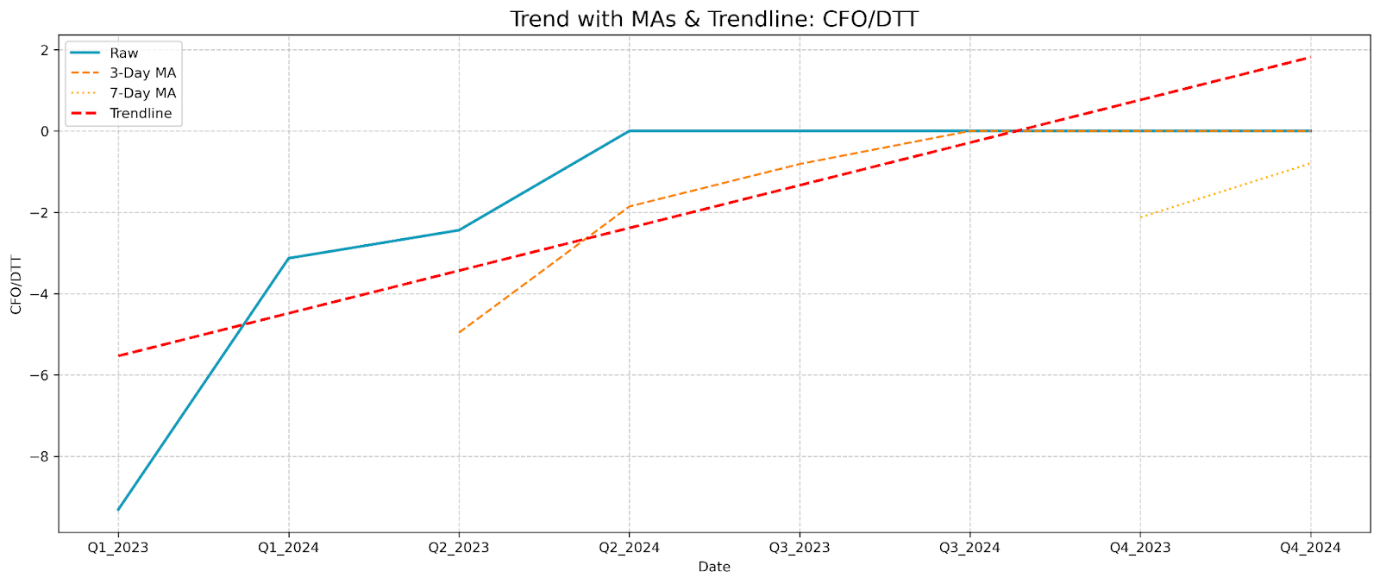 Trend with MAs & Trendline: CFO/DTT
Raw
3-Day MA
7-Day MA
Trendline
2
0
−2
−4
−6
−8
CFO/DTT
Q1_2023 Q1_2024 Q2_2023 Q2_2024 Q3_2023 Q3_2024 Q4_2023 Q4_2024
Date